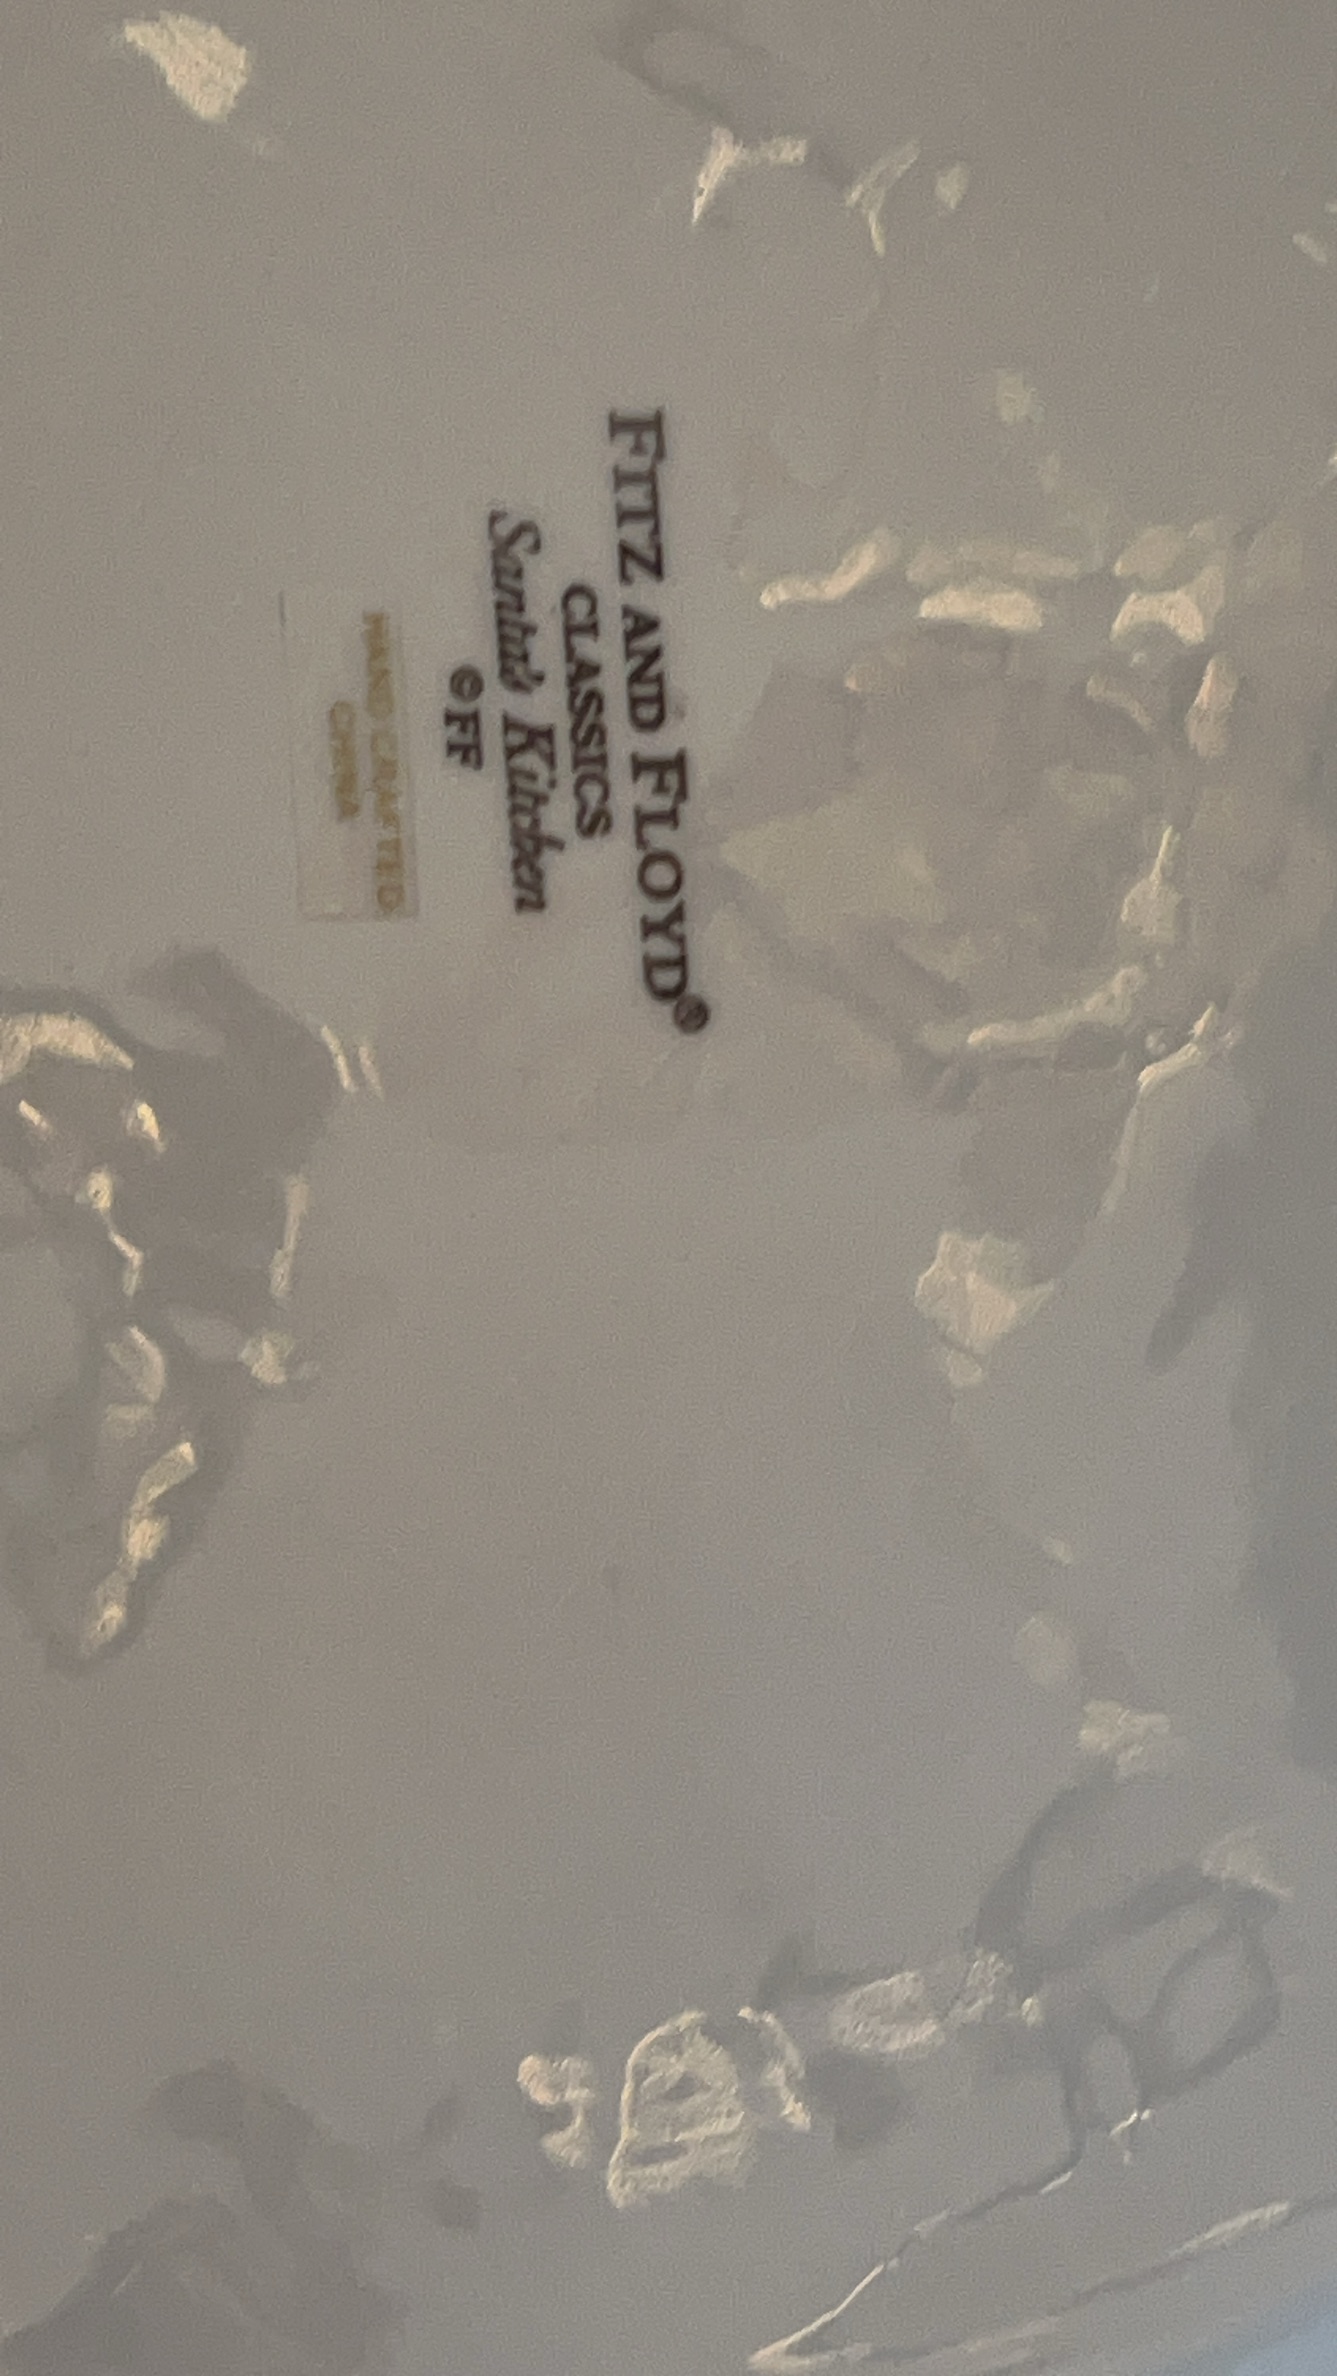 FITZ AND FLOYD®
CLASSICS
Santa's Kitchen
©FF
HAND CRAFTED
CHINA